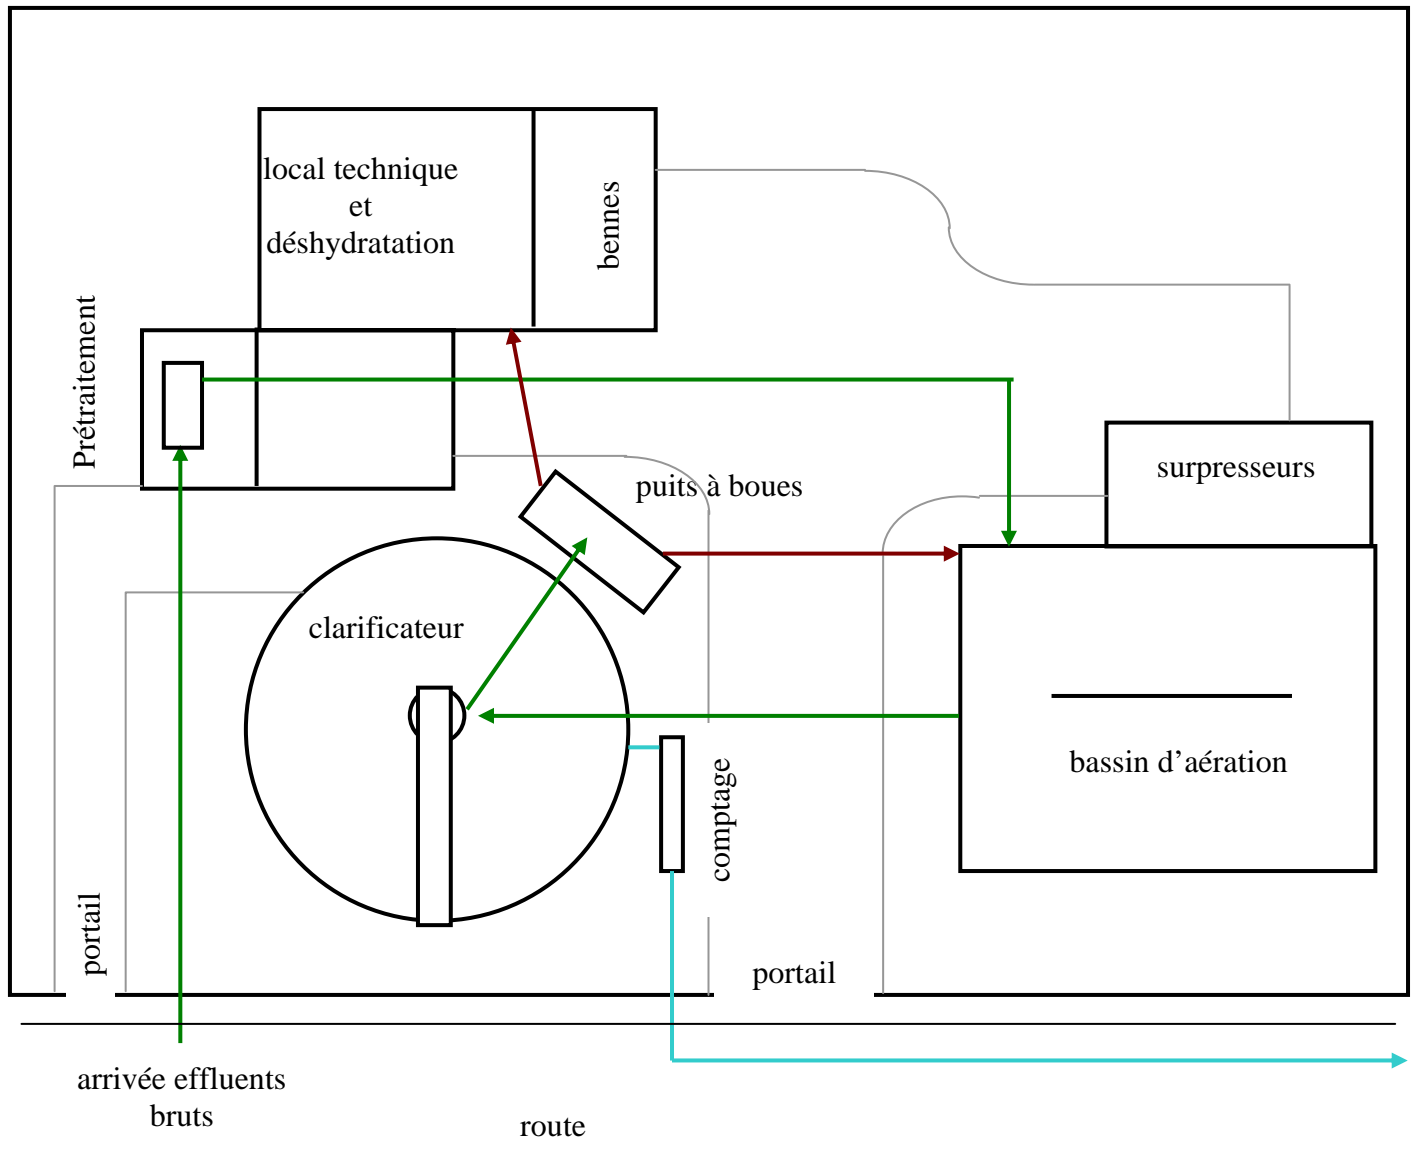 local technique
et
déshydratation
bennes
Prétraitement
surpresseurs
puits à boues
clarificateur
bassin d’aération
comptage
portail
portail
arrivée effluents
bruts
route